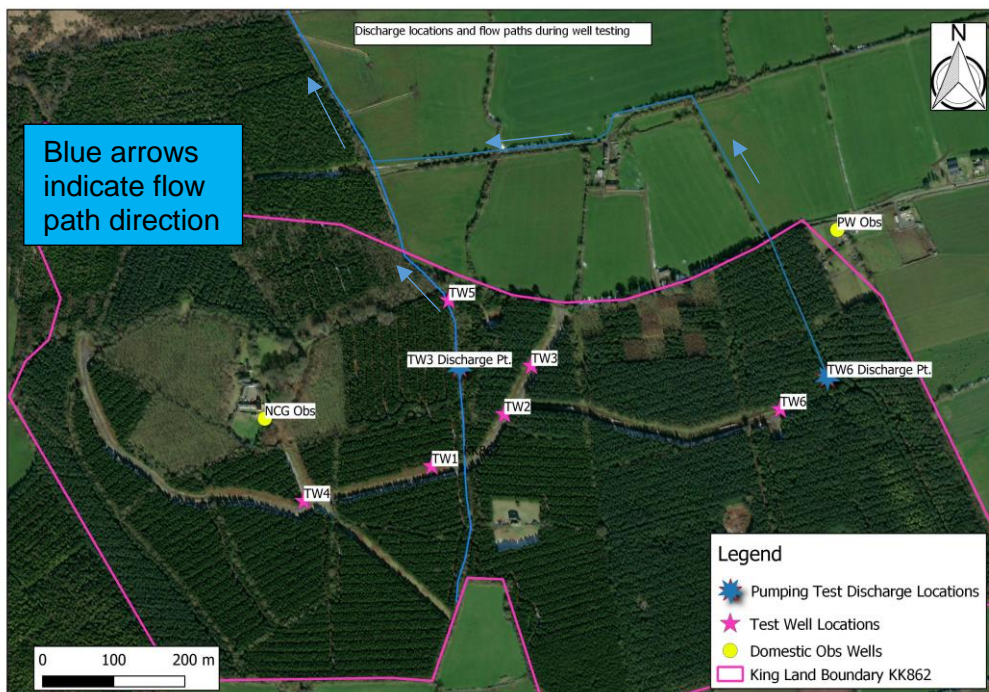 Discharge locations and flow paths during well testing
N
Blue arrows
indicate flow
path direction
PW Obs
TW5
TW3 Discharge Pt.
TW3
TW6 Discharge Pt.
NCG Obs
TW2
TW6
TW1
TW4
Legend
Pumping Test Discharge Locations
Test Well Locations
Domestic Obs Wells
King Land Boundary KK862
0 100 200 m